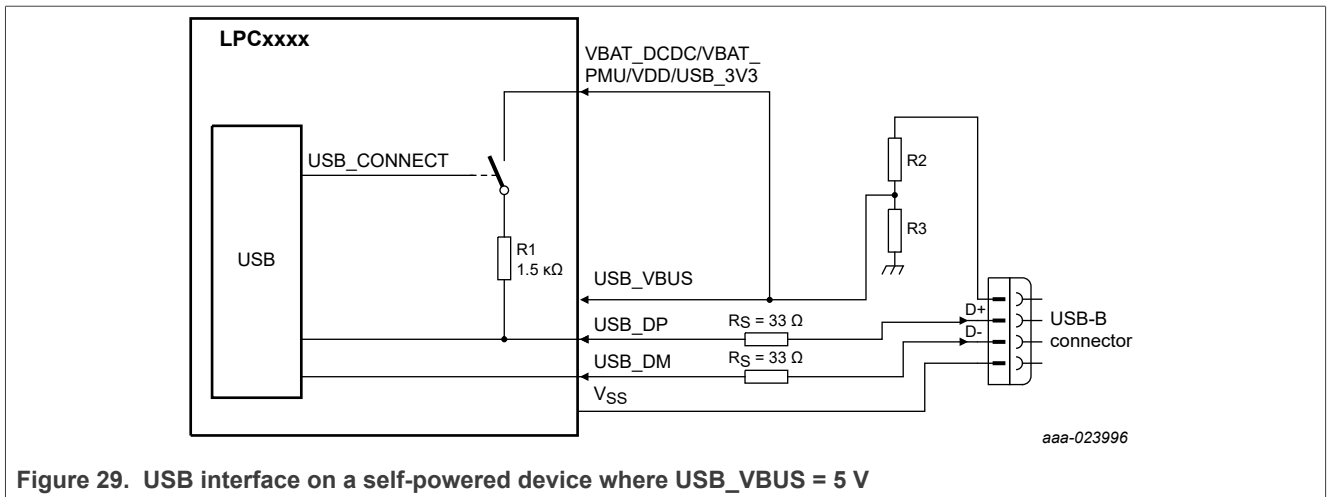 LPCxxxx
VBAT_DCDC/VBAT_
PMU/VDD/USB_3V3
USB_CONNECT
R2
R3
USB
R1
1.5 κΩ
USB_VBUS
USB_DP
RS = 33 Ω
D+
USB-B
connector
USB_DM
RS = 33 Ω
D-
VSS
aaa-023996
Figure 29. USB interface on a self-powered device where USB_VBUS = 5 V